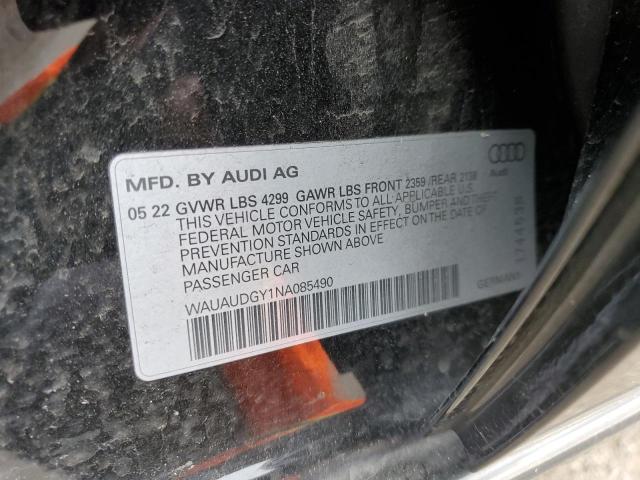 MFD. BY AUDI AG
Audi
05 22 GVWR LBS 4299 GAWR LBS FRONT 2359 /REAR 2138
THIS VEHICLE CONFORMS TO ALL APPLICABLE U.S.
FEDERAL MOTOR VEHICLE SAFETY, BUMPER AND THEFT
PREVENTION STANDARDS IN EFFECT ON THE DATE OF
MANUFACTURE SHOWN ABOVE
PASSENGER CAR
WAUAUDGY1NA085490
GERMANY
1744538